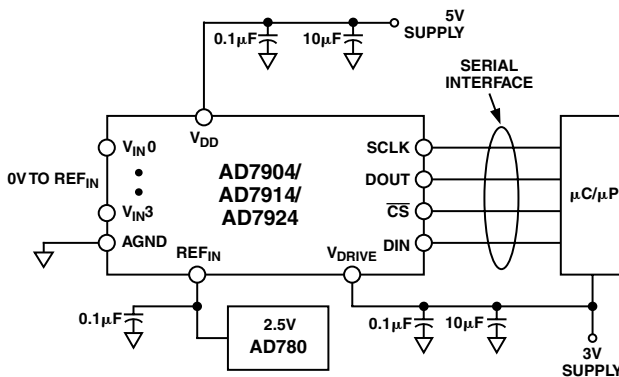 5V
SUPPLY
0.1µF
10µF
SERIAL
INTERFACE
VDD
VIN0
SCLK
AD7904/
AD7914/
AD7924
0V TO REFIN
DOUT
µC/µP
VIN3
CS
AGND
DIN
REFIN
VDRIVE
0.1µF
2.5V
AD780
0.1µF
10µF
3V
SUPPLY